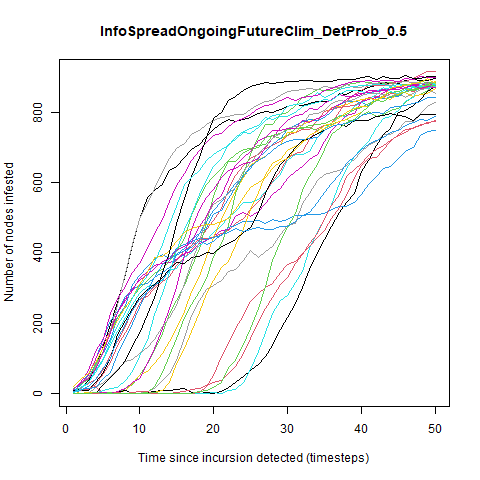 InfoSpreadOngoingFutureClim_DetProb_0.5
Number of nodes infested
800
600
400
200
0
0 10 20 30 40 50
Time since incursion detected (timesteps)